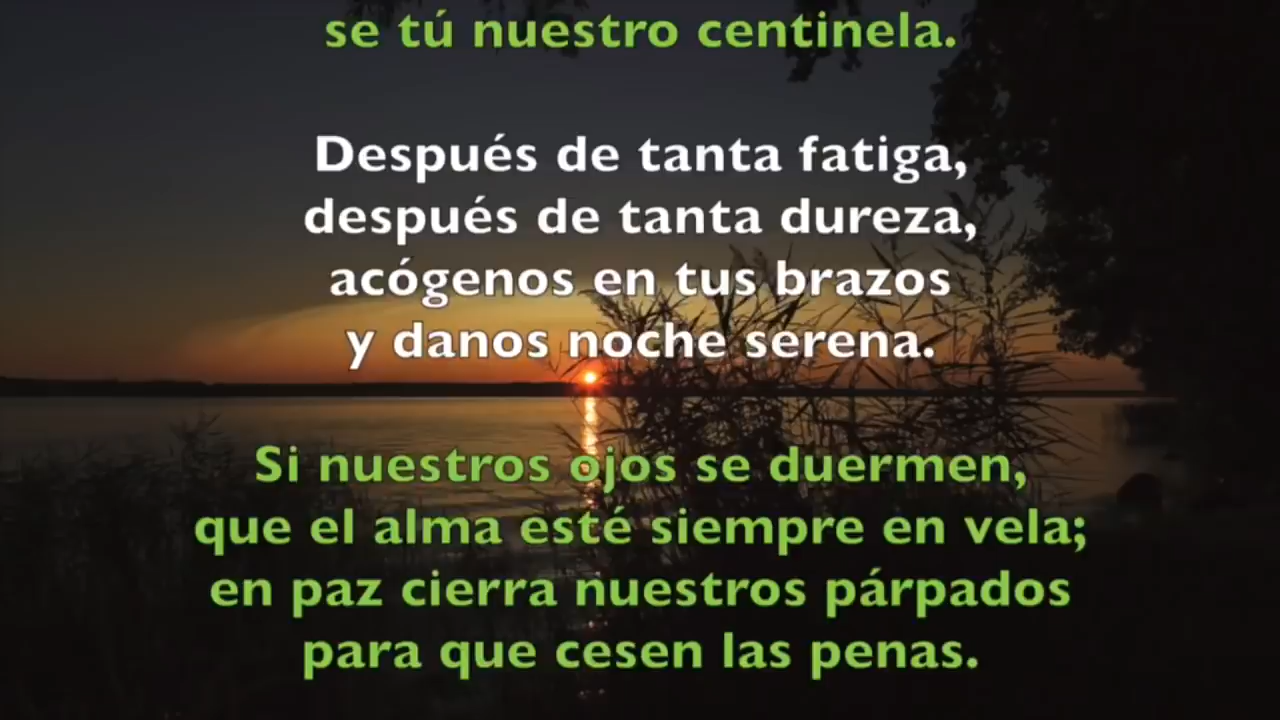 se tú nuestro centinela.
Después de tanta fatiga,
después de tanta dureza,
acógenos en tus brazos
y danos noche serena.
Si nuestros ojos se duermen,
que el alma esté siempre en vela;
en paz cierra nuestros párpados
para que cesen las penas.